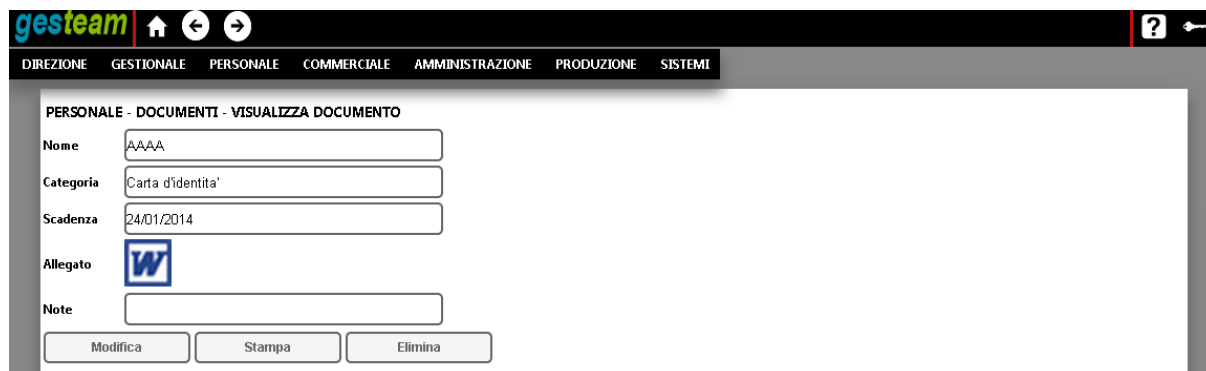 gesteam ?
DIREZIONE GESTIONALE PERSONALE COMMERCIALE AMMINISTRAZIONE PRODUZIONE SISTEMI
PERSONALE - DOCUMENTI - VISUALIZZA DOCUMENTO
Nome AAAA
Categoria Carta d'identita'
Scadenza 24/01/2014
Allegato W
Note
Modifica Stampa Elimina